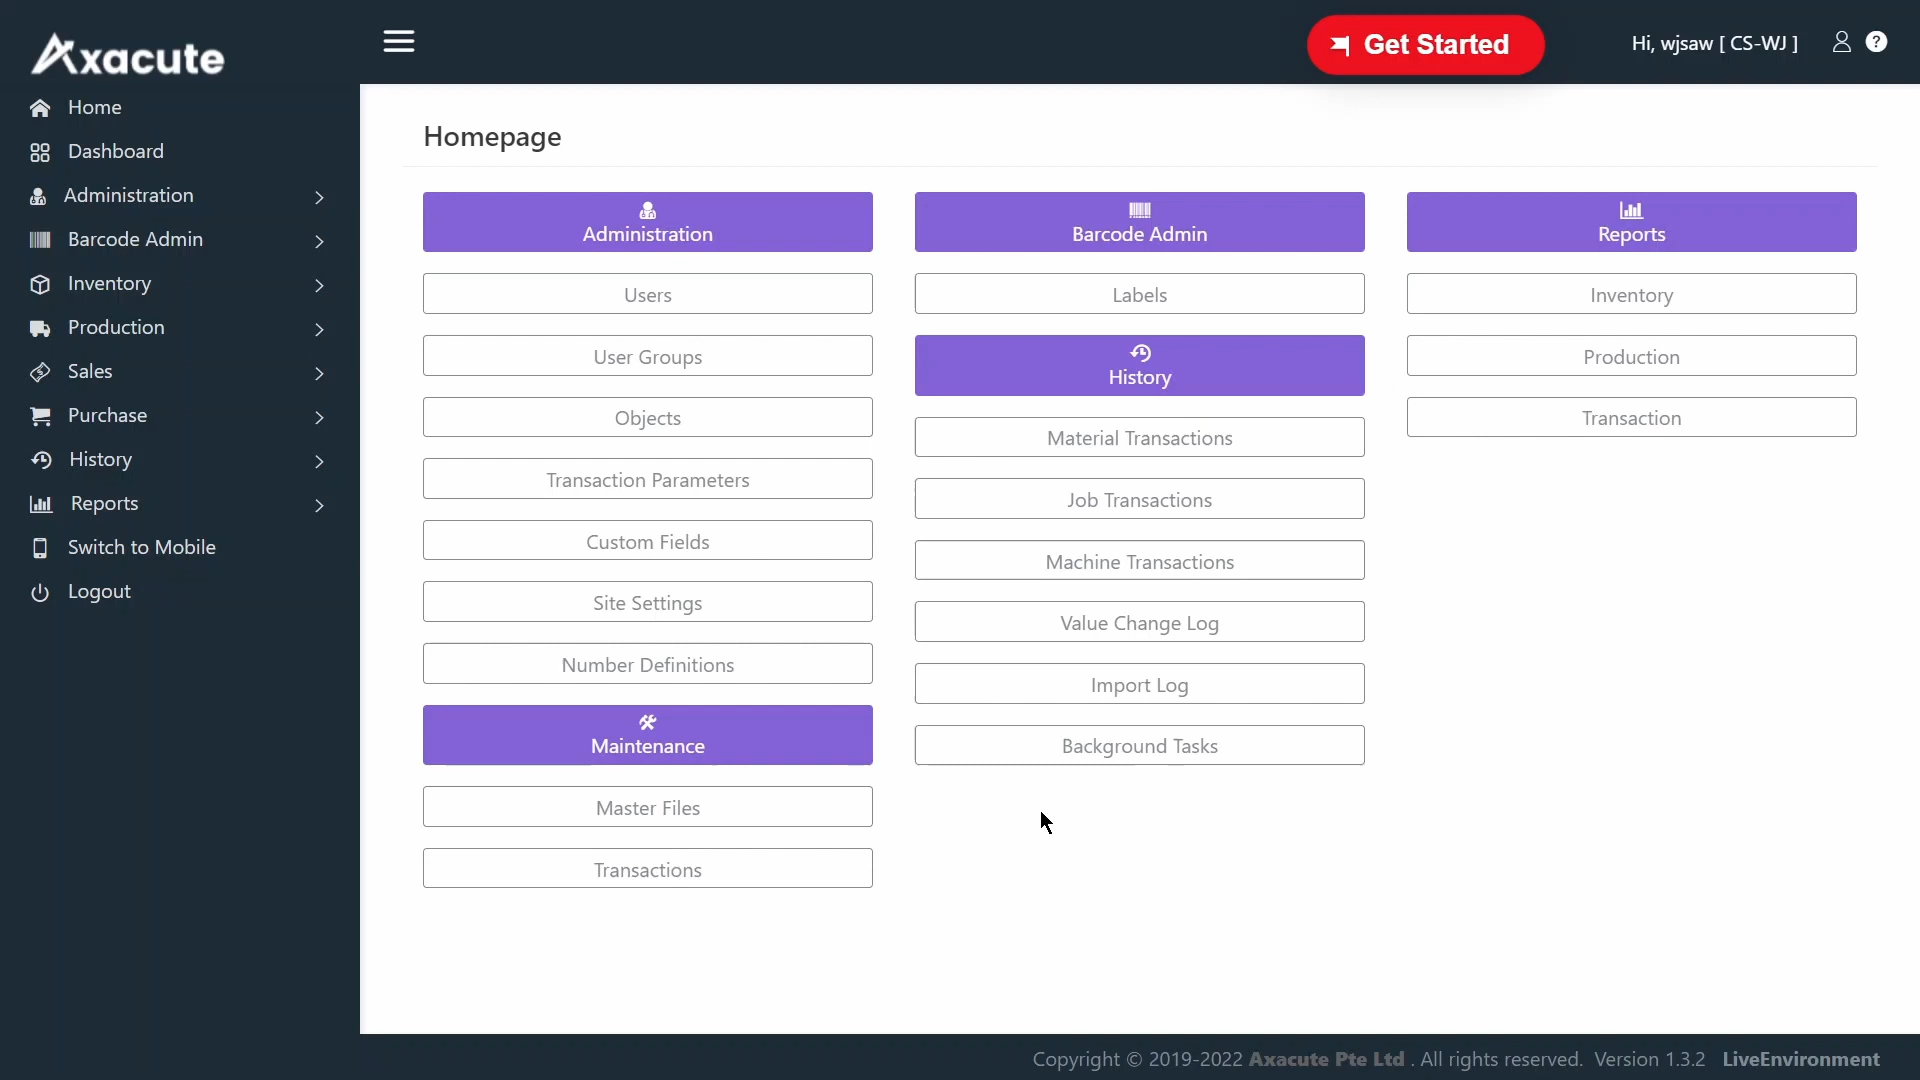 Axacute
Get Started
Hi, wjsaw [ CS-WJ ]
?
Home
Dashboard
Administration
Barcode Admin
Inventory
Production
Sales
Purchase
History
Reports
Switch to Mobile
Logout
Homepage
Administration
Users
User Groups
Objects
Transaction Parameters
Custom Fields
Site Settings
Number Definitions
Maintenance
Master Files
Transactions
Barcode Admin
Labels
History
Material Transactions
Job Transactions
Machine Transactions
Value Change Log
Import Log
Background Tasks
Reports
Inventory
Production
Transaction
Copyright © 2019-2022 Axacute Pte Ltd . All rights reserved. Version 1.3.2 LiveEnvironment